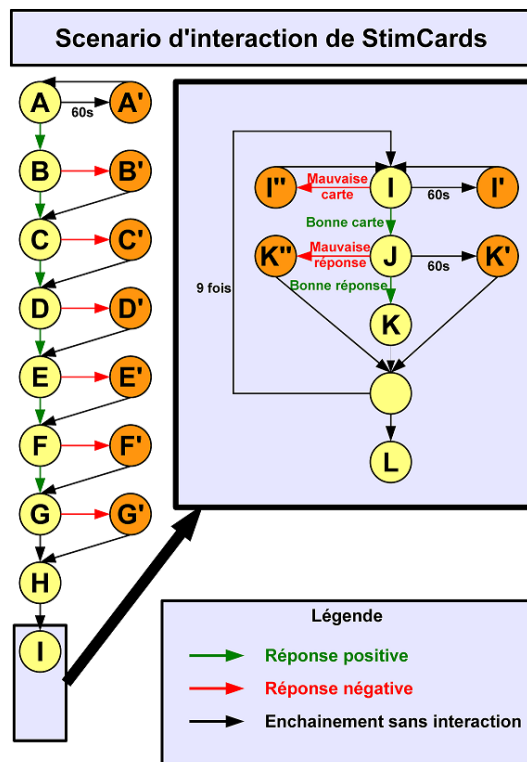 Scenario d'interaction de StimCards
A
A'
60s
B
B'
C
C'
D
D'
E
E'
F
F'
G
G'
H
I
I''
Mauvaise
carte
I
60s
I'
Bonne carte
K''
Mauvaise
réponse
J
60s
K'
Bonne réponse
9 fois
K
L
Légende
Réponse positive
Réponse négative
Enchainement sans interaction